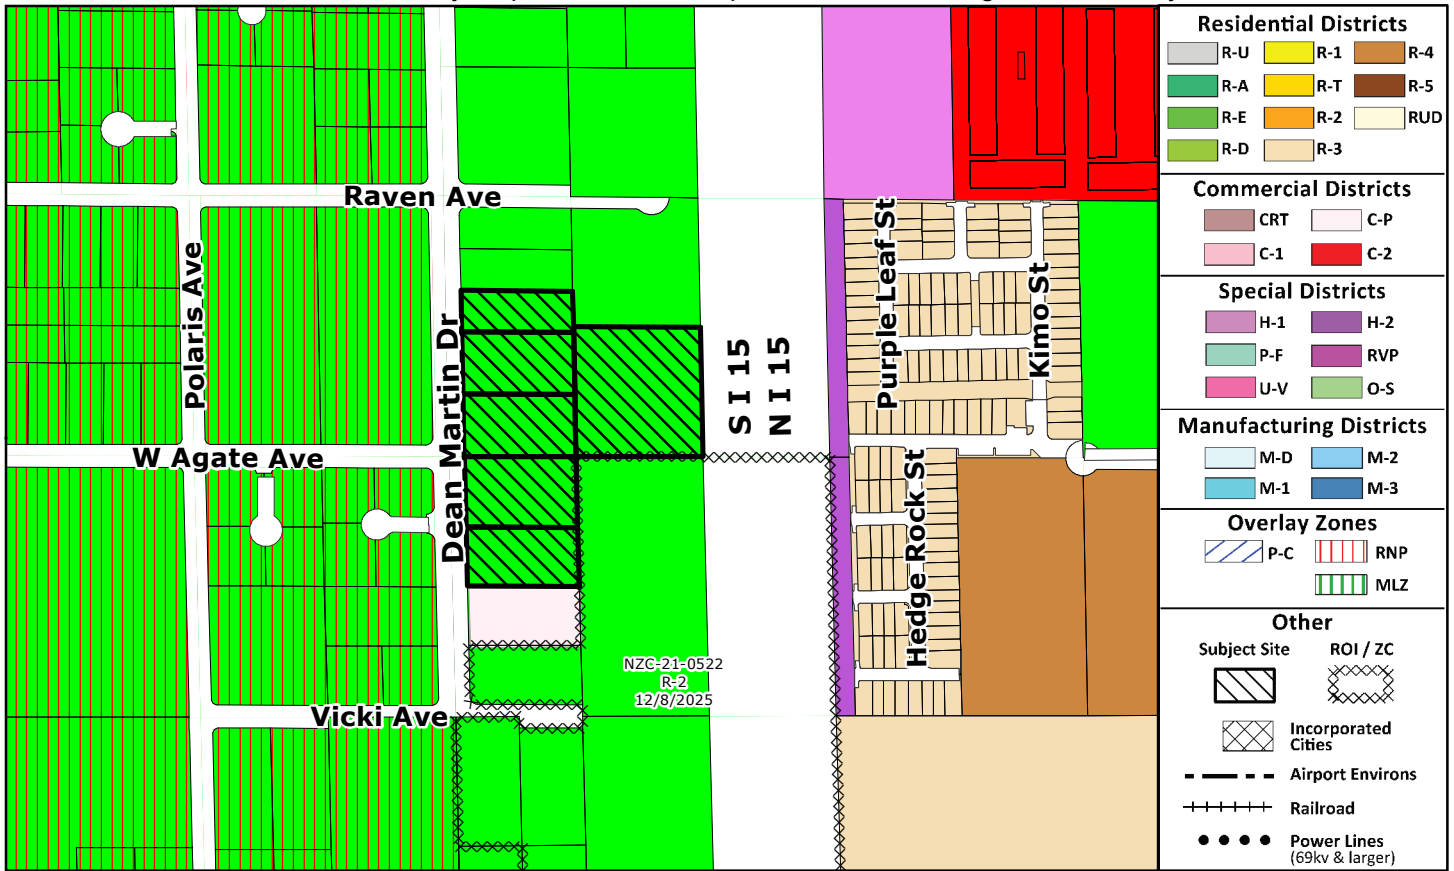 Raven Ave
Polaris Ave
Dean Martin Dr
W Agate Ave
Vicki Ave
S I 15
N I 15
Purple Leaf St
Kimo St
Hedge Rock St
NZC-21-0522
R-2
12/8/2025
Residential Districts
R-U
R-1
R-4
R-A
R-T
R-5
R-E
R-2
RUD
R-D
R-3
Commercial Districts
CRT
C-P
C-1
C-2
Special Districts
H-1
H-2
P-F
RVP
U-V
O-S
Manufacturing Districts
M-D
M-2
M-1
M-3
Overlay Zones
P-C
RNP
MLZ
Other
Subject Site
ROI / ZC
Incorporated
Cities
Airport Environs
Railroad
Power Lines
(69kv & larger)